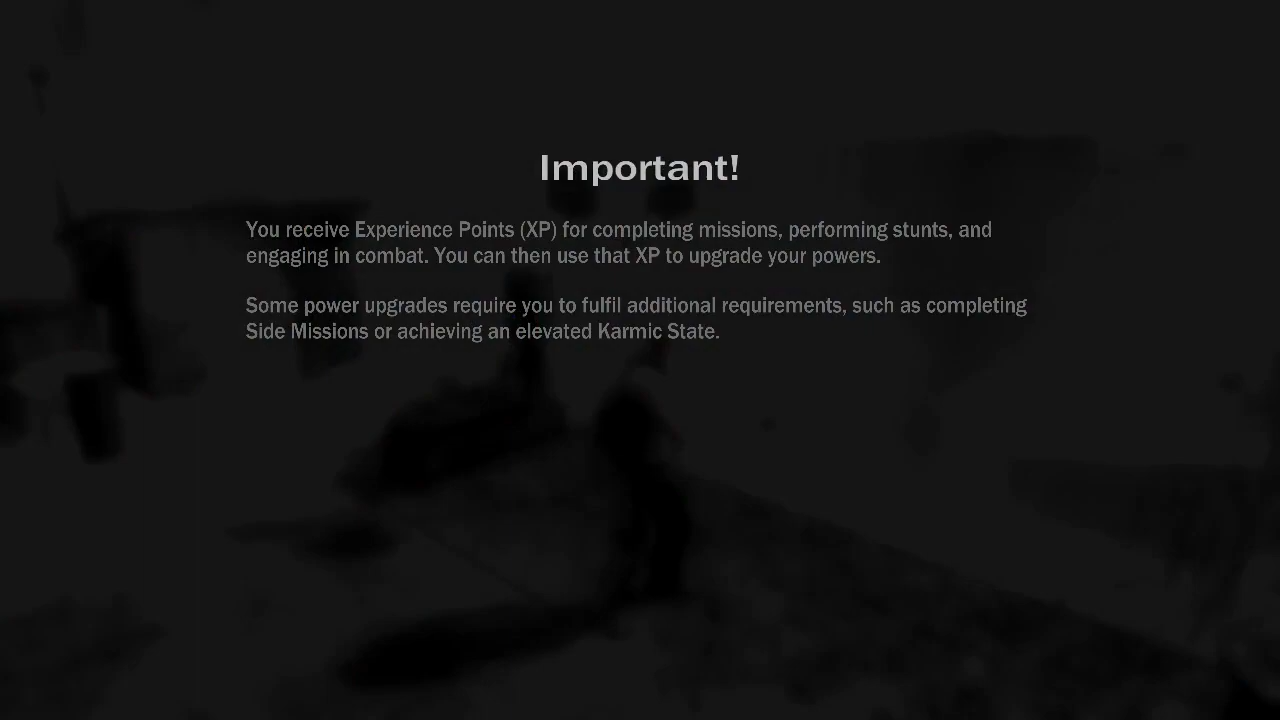 Important!
You receive Experience Points (XP) for completing missions, performing stunts, and
engaging in combat. You can then use that XP to upgrade your powers.
Some power upgrades require you to fulfil additional requirements, such as completing
Side Missions or achieving an elevated Karmic State.